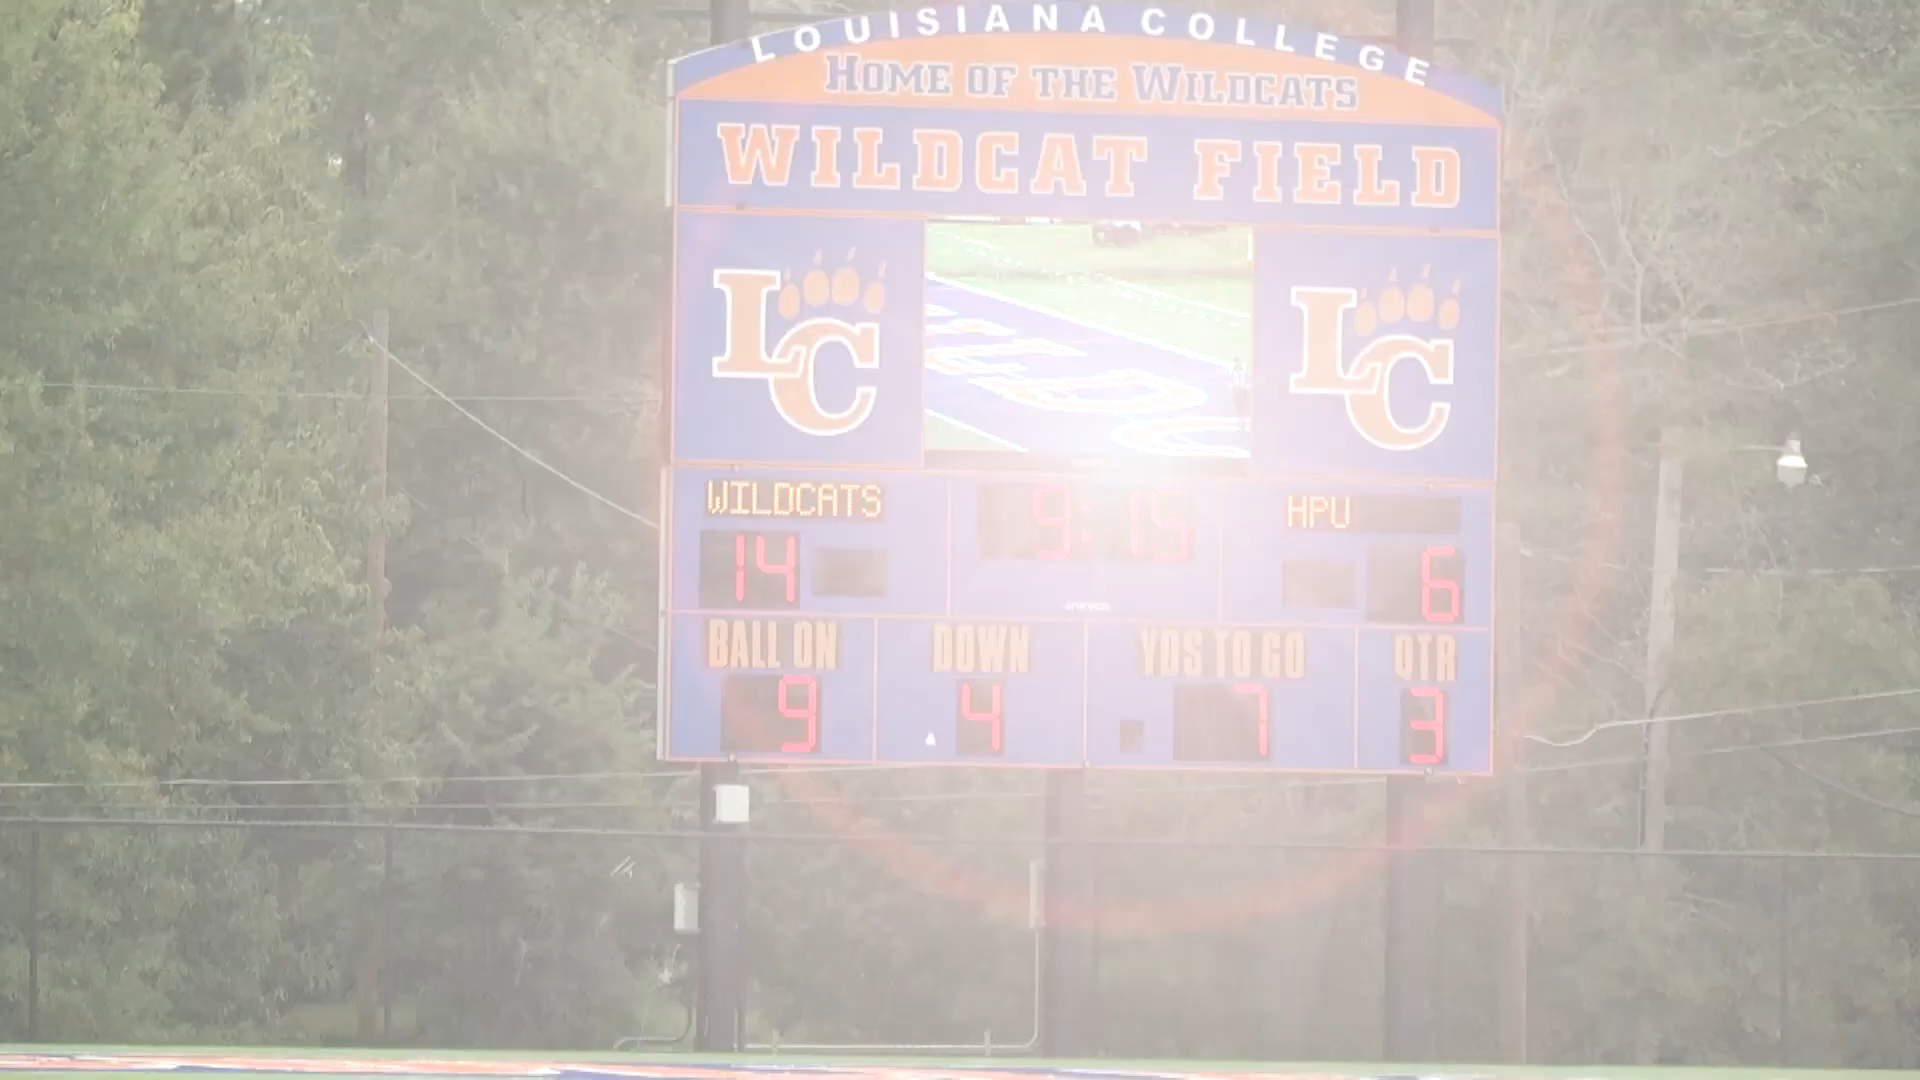 LOUISIANA COLLEGE
HOME OF THE WILDCATS
WILDCAT FIELD
LC
LC
WILDCATS
9:15
HPU
14
6
BALL ON
DOWN
YDS TO GO
QTR
9
4
7
3